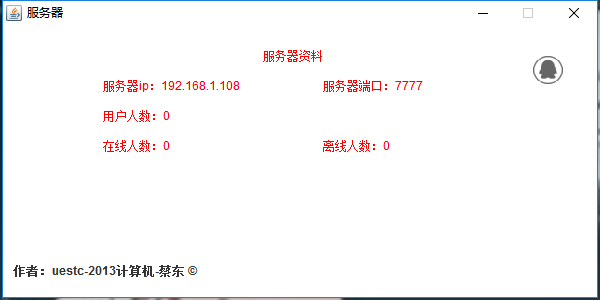 服务器
服务器资料
服务器ip：192.168.1.108 服务器端口：7777
用户人数：0
在线人数：0 离线人数：0
作者：uestc-2013计算机-蔡东 ©